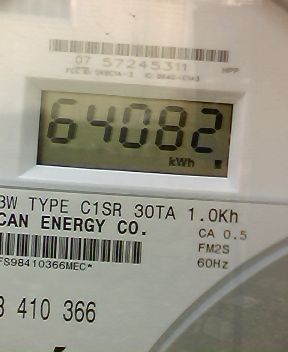 07 57245311
HPP
64082
kWh
3W TYPE C1SR 30TA 1.0Kh
CAN ENERGY CO.
CA 0.5
FM2S
60Hz
FS98410366MEC*
410 366